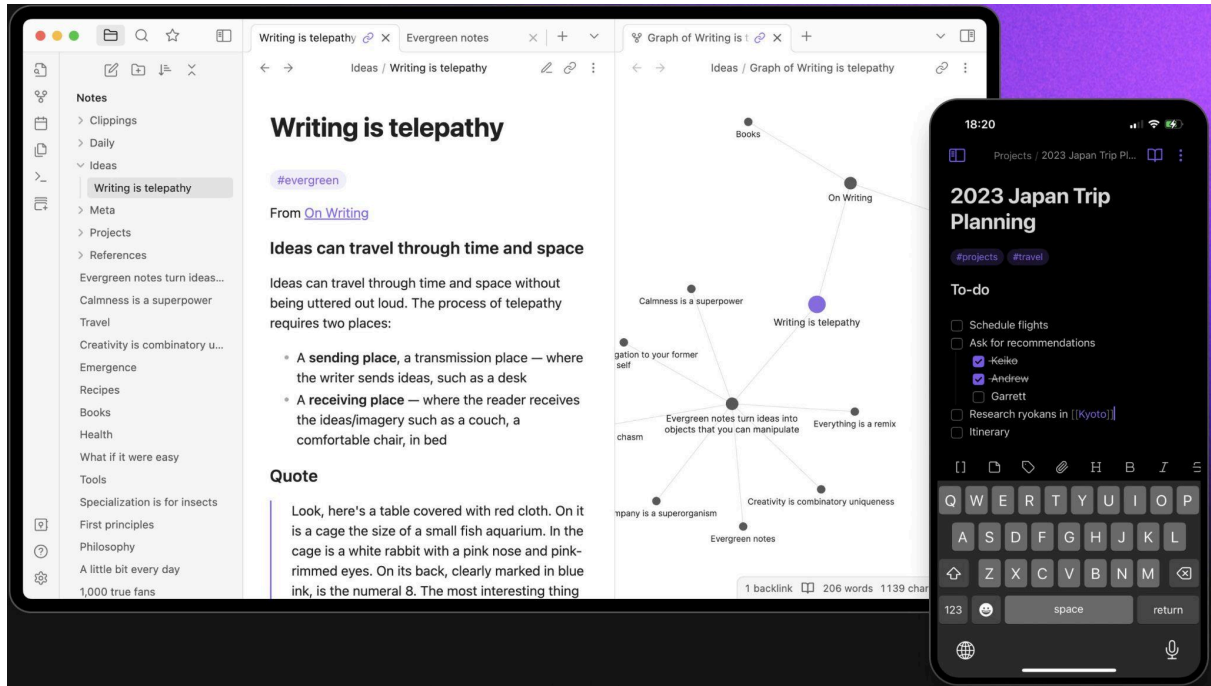 Writing is telepathy
Evergreen notes
Graph of Writing is t
Ideas / Writing is telepathy
Ideas / Graph of Writing is telepathy
Notes
Clippings
Daily
Ideas
Writing is telepathy
Meta
Projects
References
Evergreen notes turn ideas...
Calmness is a superpower
Travel
Creativity is combinatory u...
Emergence
Recipes
Books
Health
What if it were easy
Tools
Specialization is for insects
First principles
Philosophy
A little bit every day
1,000 true fans
Writing is telepathy
#evergreen
From On Writing
Ideas can travel through time and space
Ideas can travel through time and space without
being uttered out loud. The process of telepathy
requires two places:
• A sending place, a transmission place — where
the writer sends ideas, such as a desk
• A receiving place — where the reader receives
the ideas/imagery such as a couch, a
comfortable chair, in bed
Quote
Look, here's a table covered with red cloth. On it
is a cage the size of a small fish aquarium. In the
cage is a white rabbit with a pink nose and pink-
rimmed eyes. On its back, clearly marked in blue
ink, is the numeral 8. The most interesting thing
Books
On Writing
Calmness is a superpower
Writing is telepathy
gation to your former
self
Evergreen notes turn ideas into
objects that you can manipulate
Everything is a remix
chasm
Creativity is combinatory uniqueness
mpany is a superorganism
Evergreen notes
1 backlink 206 words 1139 char
18:20
Projects / 2023 Japan Trip Pl...
2023 Japan Trip
Planning
#projects #travel
To-do
Schedule flights
Ask for recommendations
Keiko
Andrew
Garrett
Research ryokans in [[Kyoto]]
Itinerary
[] H B I S
Q W E R T Y U I O P
A S D F G H J K L
Z X C V B N M
123 space return